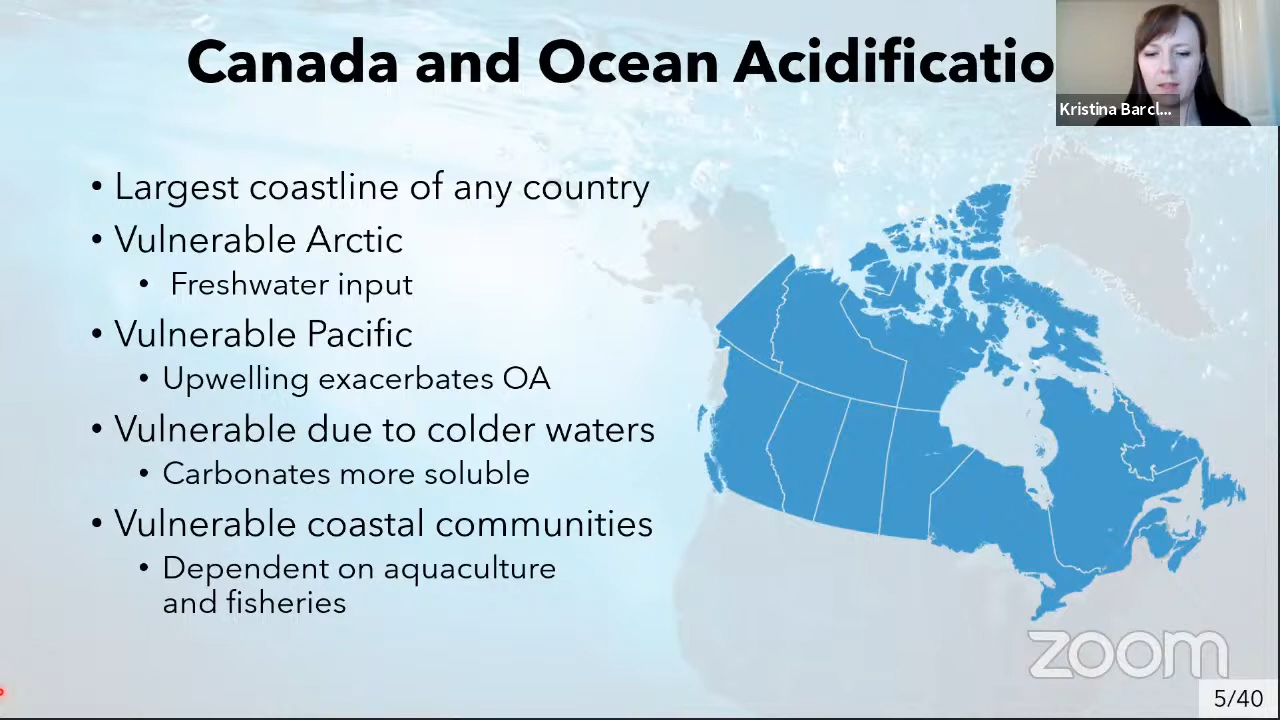 Canada and Ocean Acidificatio
Kristina Barcl...
• Largest coastline of any country
• Vulnerable Arctic
• Freshwater input
• Vulnerable Pacific
• Upwelling exacerbates OA
• Vulnerable due to colder waters
• Carbonates more soluble
• Vulnerable coastal communities
• Dependent on aquaculture
and fisheries
zoom
5/40